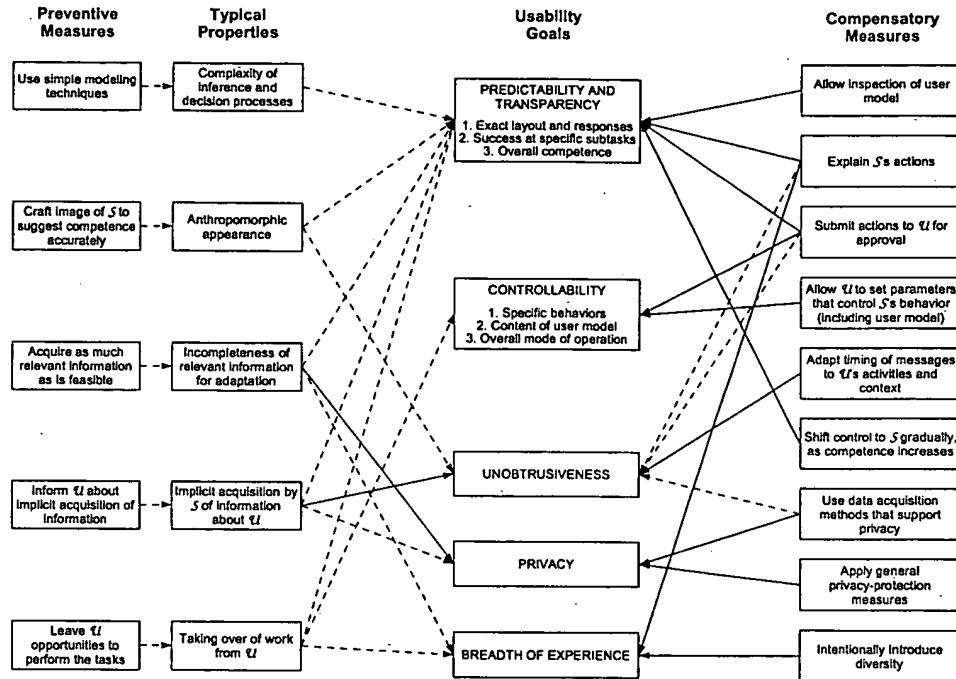 Preventive
Measures
Typical
Properties
Usability
Goals
Compensatory
Measures
Use simple modeling
techniques
Craft image of S to
suggest competence
accurately
Acquire as much
relevant information
as is feasible
Inform U about
implicit acquisition of
information
Leave U
opportunities to
perform the tasks
Complexity of
inference and
decision processes
Anthropomorphic
appearance
Incompleteness of
relevant information
for adaptation
Implicit acquisition by
S of information
about U
Taking over of work
from U
PREDICTABILITY AND
TRANSPARENCY
1. Exact layout and responses
2. Success at specific subtasks
3. Overall competence
CONTROLLABILITY
1. Specific behaviors
2. Content of user model
3. Overall mode of operation
UNOBTRUSIVENESS
PRIVACY
BREADTH OF EXPERIENCE
Allow inspection of user
model
Explain S's actions
Submit actions to U for
approval
Allow U to set parameters
that control S's behavior
(including user model)
Adapt timing of messages
to U's activities and
context
Shift control to S gradually,
as competence increases
Use data acquisition
methods that support
privacy
Apply general
privacy-protection
measures
Intentionally introduce
diversity